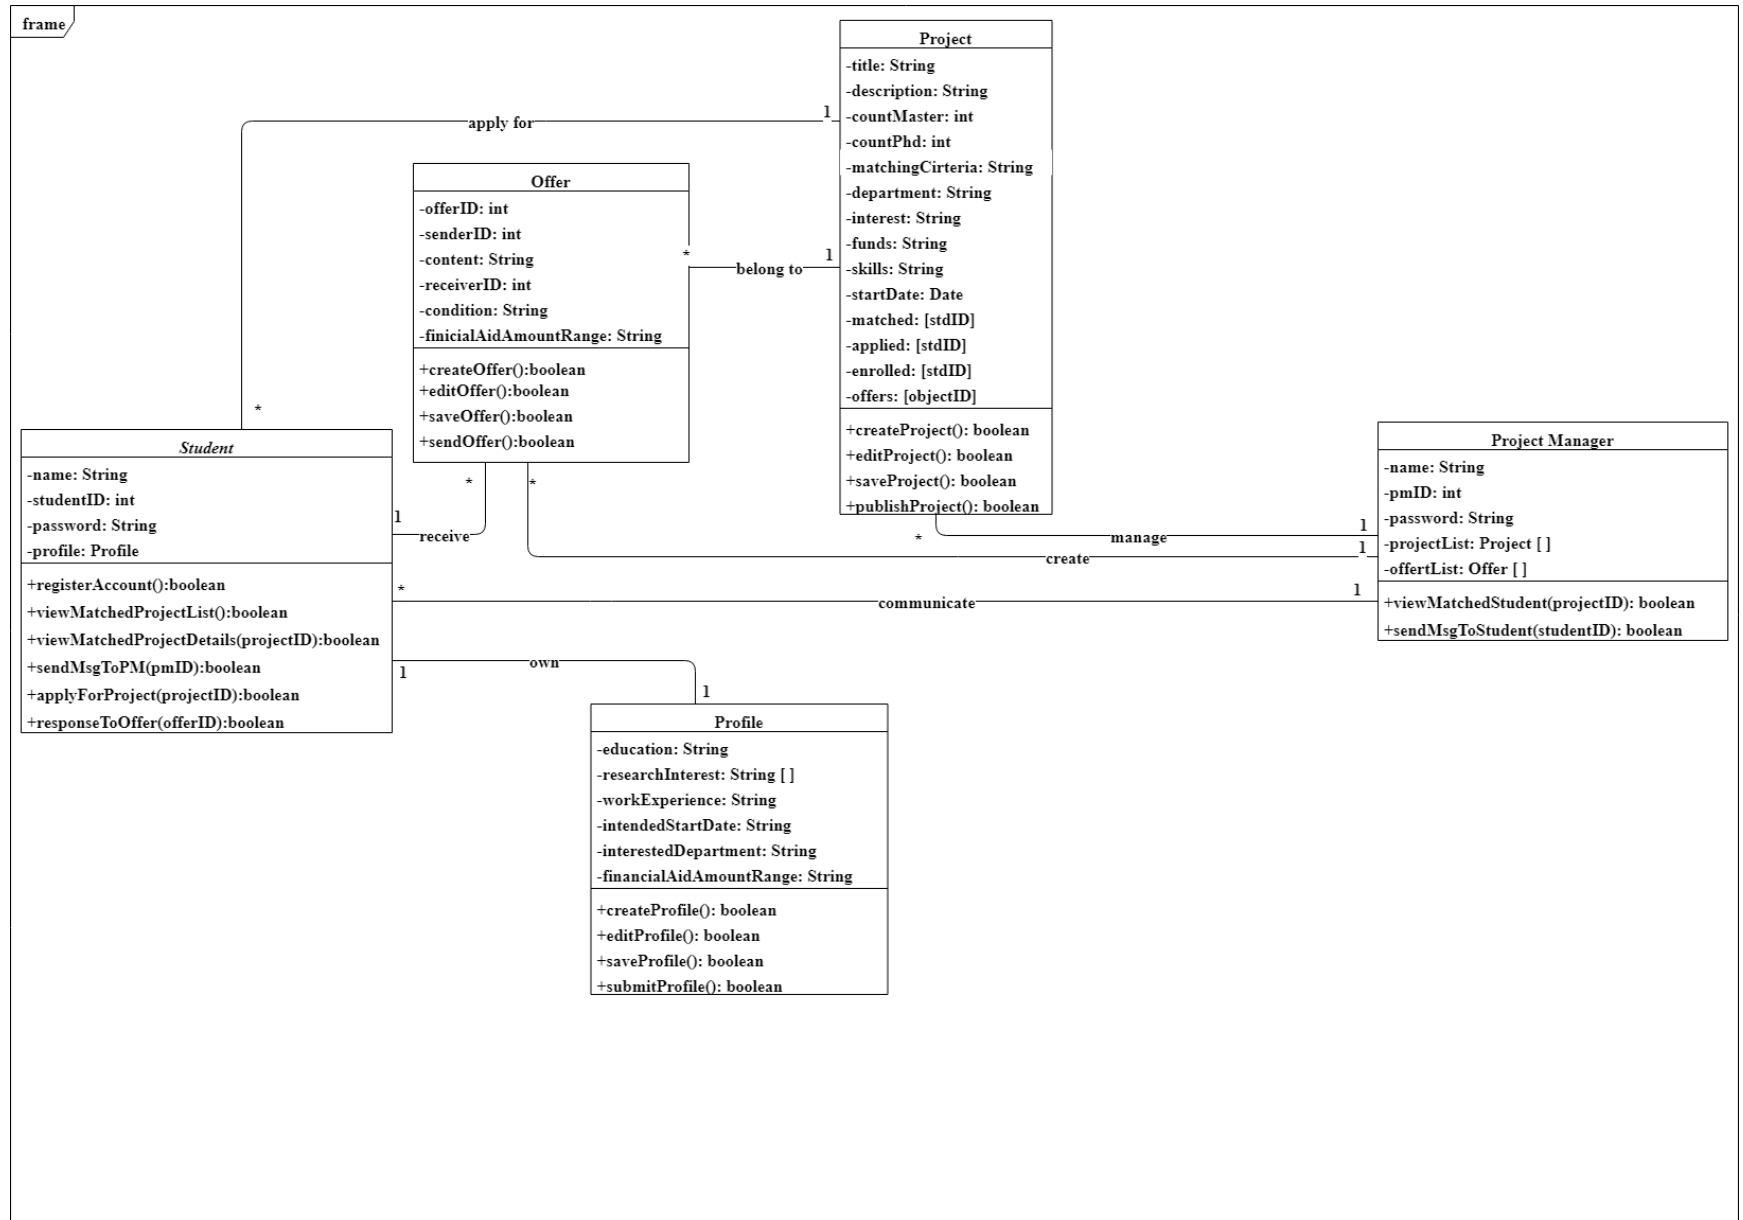 frame
Project
-title: String
-description: String
-countMaster: int
-countPhd: int
-matchingCirteria: String
-department: String
-interest: String
-funds: String
-skills: String
-startDate: Date
-matched: [stdID]
-applied: [stdID]
-enrolled: [stdID]
-offers: [objectID]
+createProject(): boolean
+editProject(): boolean
+saveProject(): boolean
+publishProject(): boolean
1
apply for
*
Offer
-offerID: int
-senderID: int
-content: String
-receiverID: int
-condition: String
-finicialAidAmountRange: String
+createOffer():boolean
+editOffer():boolean
+saveOffer():boolean
+sendOffer():boolean
*
belong to
1
Student
-name: String
-studentID: int
-password: String
-profile: Profile
+registerAccount():boolean
+viewMatchedProjectList():boolean
+viewMatchedProjectDetails(projectID):boolean
+sendMsgToPM(pmID):boolean
+applyForProject(projectID):boolean
+responseToOffer(offerID):boolean
*
1
receive
*
*
manage
1
create
1
*
communicate
1
Project Manager
-name: String
-pmID: int
-password: String
-projectList: Project [ ]
-offertList: Offer [ ]
+viewMatchedStudent(projectID): boolean
+sendMsgToStudent(studentID): boolean
1
own
1
Profile
-education: String
-researchInterest: String [ ]
-workExperience: String
-intendedStartDate: String
-interestedDepartment: String
-financialAidAmountRange: String
+createProfile(): boolean
+editProfile(): boolean
+saveProfile(): boolean
+submitProfile(): boolean